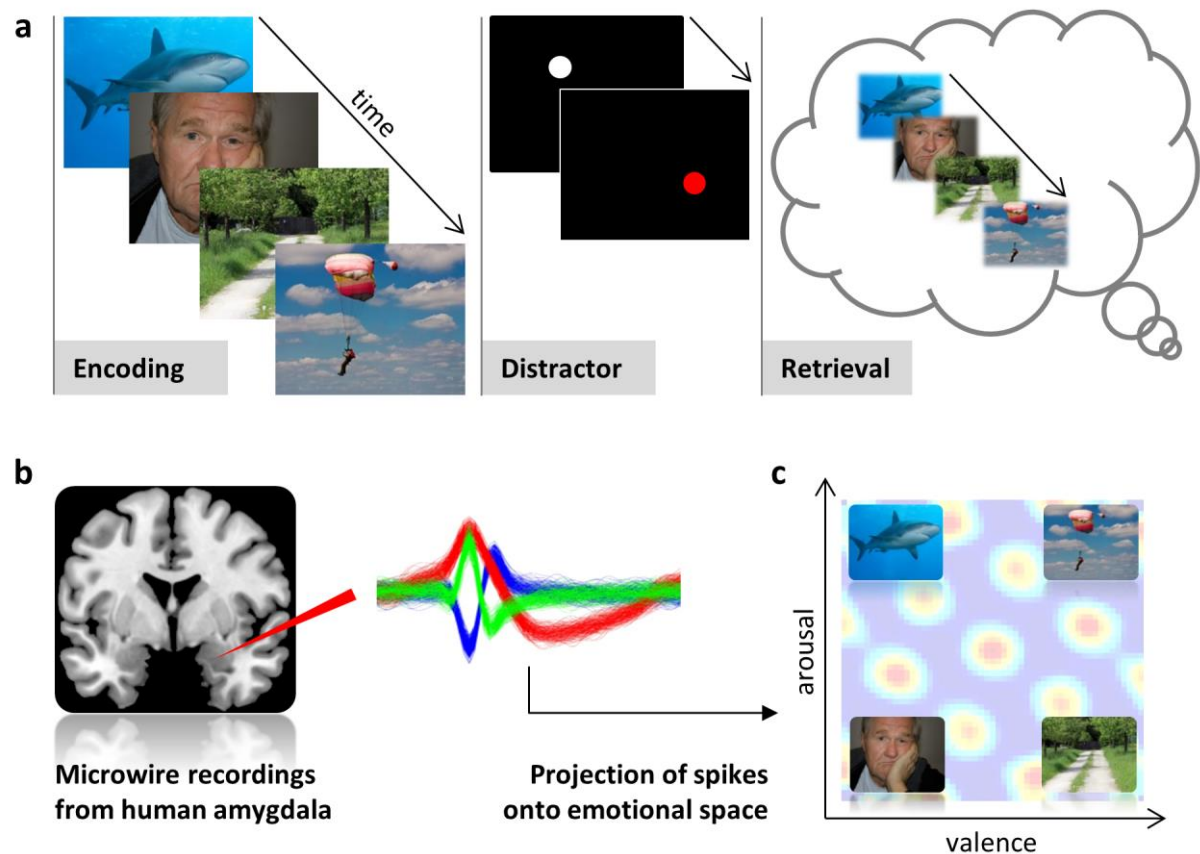 a
time
Encoding
Distractor
Retrieval
b
Microwire recordings
from human amygdala
Projection of spikes
onto emotional space
c
arousal
valence